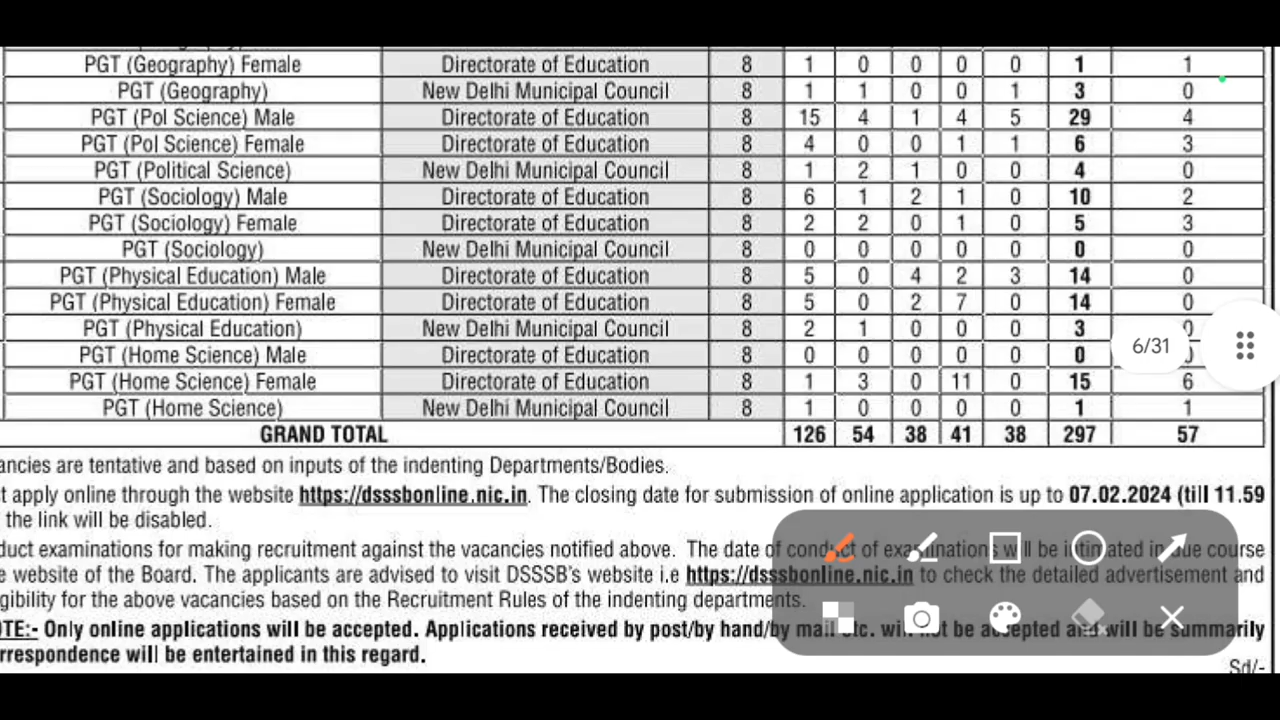 PGT (Geography) Female Directorate of Education 8 1 0 0 0 0 1 1
PGT (Geography) New Delhi Municipal Council 8 1 1 0 0 1 3 0
PGT (Pol Science) Male Directorate of Education 8 15 4 1 4 5 29 4
PGT (Pol Science) Female Directorate of Education 8 4 0 0 1 1 6 3
PGT (Political Science) New Delhi Municipal Council 8 1 2 1 0 0 4 0
PGT (Sociology) Male Directorate of Education 8 6 1 2 1 0 10 2
PGT (Sociology) Female Directorate of Education 8 2 2 0 1 0 5 3
PGT (Sociology) New Delhi Municipal Council 8 0 0 0 0 0 0 0
PGT (Physical Education) Male Directorate of Education 8 5 0 4 2 3 14 0
PGT (Physical Education) Female Directorate of Education 8 5 0 2 7 0 14 0
PGT (Physical Education) New Delhi Municipal Council 8 2 1 0 0 0 3 0
6/31
PGT (Home Science) Male Directorate of Education 8 0 0 0 0 0 0 0
PGT (Home Science) Female Directorate of Education 8 1 3 0 11 0 15 6
PGT (Home Science) New Delhi Municipal Council 8 1 0 0 0 0 1 1
GRAND TOTAL 126 54 38 41 38 297 57
ancies are tentative and based on inputs of the indenting Departments/Bodies.
t apply online through the website https://dsssbonline.nic.in. The closing date for submission of online application is up to 07.02.2024 (till 11.59
the link will be disabled.
duct examinations for making recruitment against the vacancies notified above. The date of conduct of examinations will be intimated in due course
e website of the Board. The applicants are advised to visit DSSSB's website i.e https://dsssbonline.nic.in to check the detailed advertisement and
gibility for the above vacancies based on the Recruitment Rules of the indenting departments.
OTE:- Only online applications will be accepted. Applications received by post/by hand/by mail etc. will not be accepted and will be summarily
rrespondence will be entertained in this regard.
Sd/-